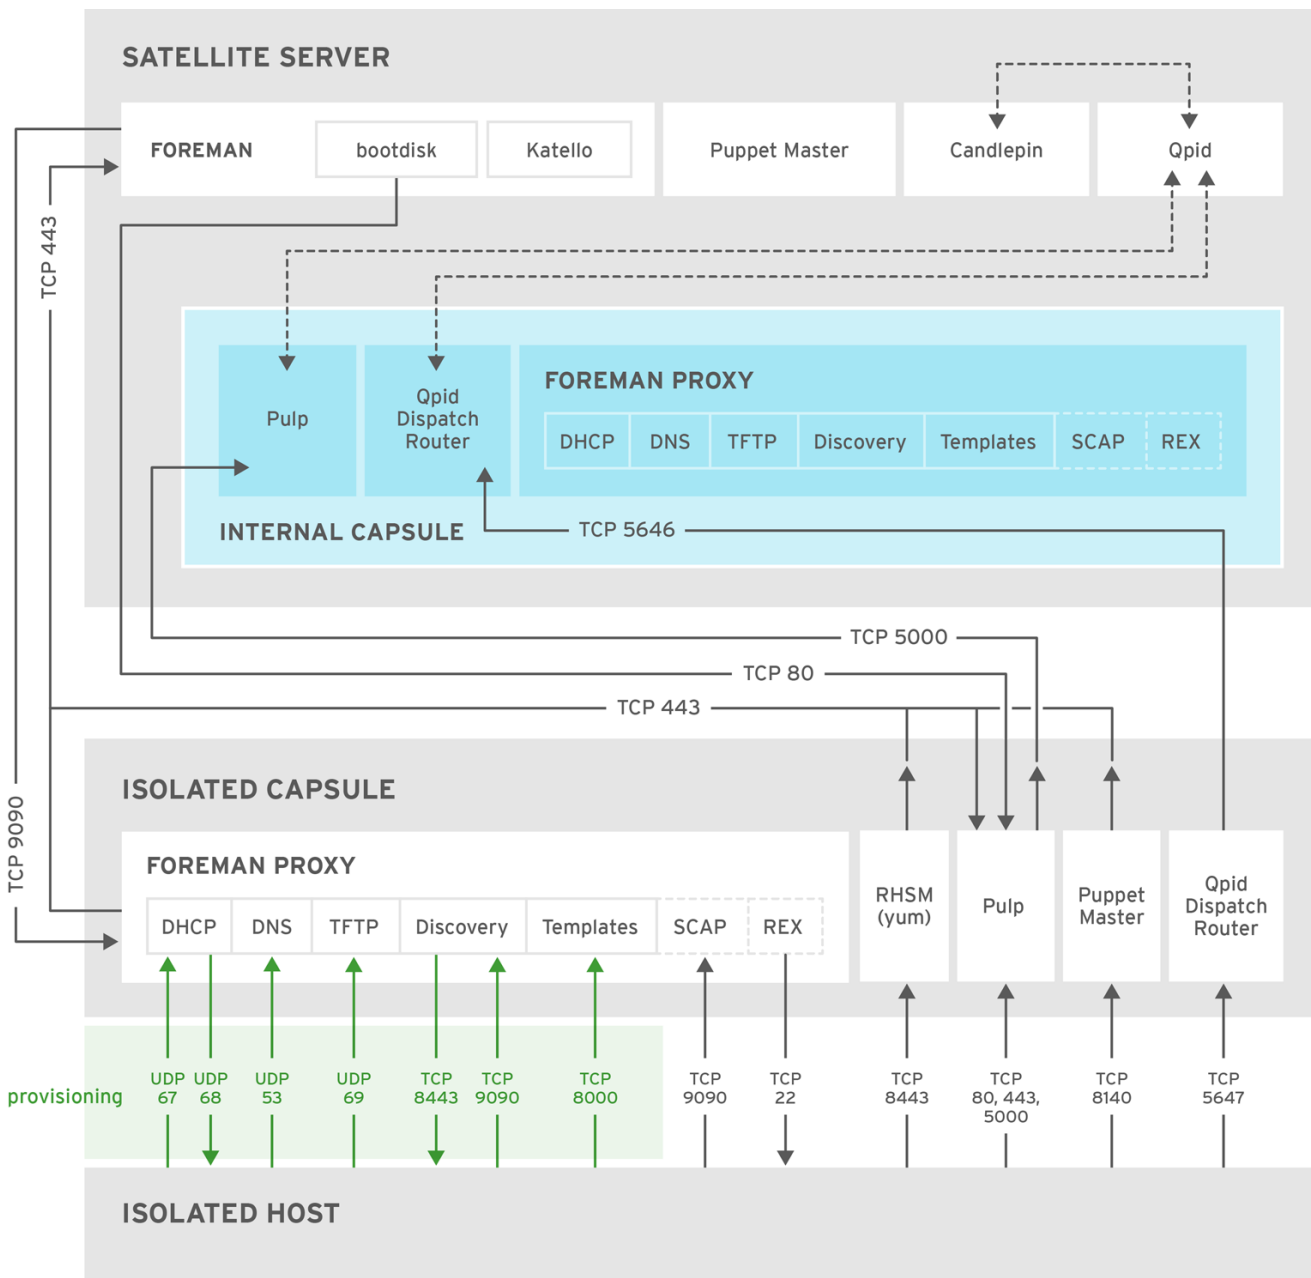 SATELLITE SERVER
FOREMAN
bootdisk
Katello
Puppet Master
Candlepin
Qpid
TCP 443
Pulp
Qpid
Dispatch
Router
FOREMAN PROXY
DHCP
DNS
TFTP
Discovery
Templates
SCAP
REX
INTERNAL CAPSULE
TCP 5646
TCP 5000
TCP 80
TCP 443
TCP 9090
ISOLATED CAPSULE
FOREMAN PROXY
DHCP
DNS
TFTP
Discovery
Templates
SCAP
REX
RHSM
(yum)
Pulp
Puppet
Master
Qpid
Dispatch
Router
provisioning
UDP
67
UDP
68
UDP
53
UDP
69
TCP
8443
TCP
9090
TCP
8000
TCP
9090
TCP
22
TCP
8443
TCP
80, 443,
5000
TCP
8140
TCP
5647
ISOLATED HOST